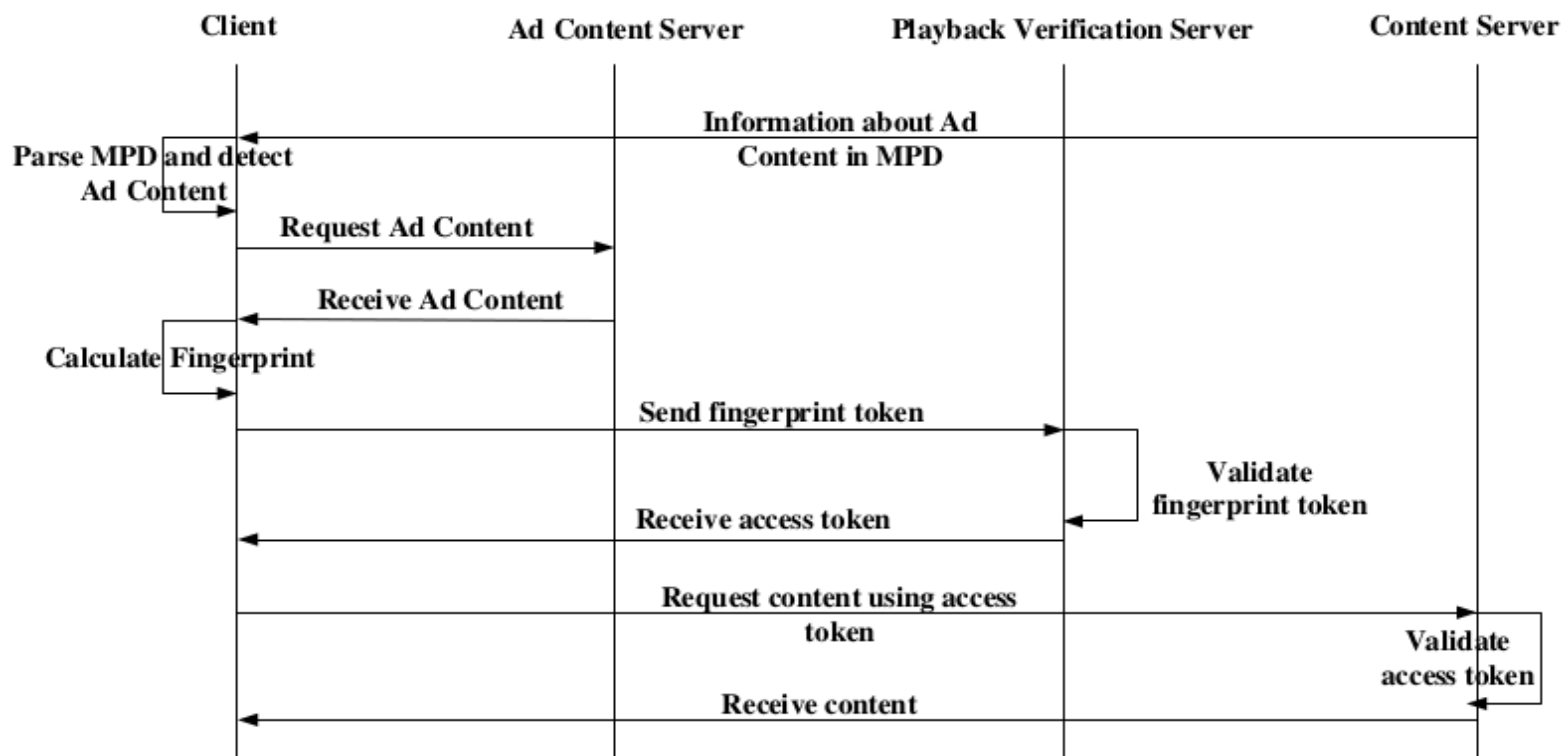 Client
Ad Content Server
Playback Verification Server
Content Server
Information about Ad
Content in MPD
Parse MPD and detect
Ad Content
Request Ad Content
Receive Ad Content
Calculate Fingerprint
Send fingerprint token
Validate
fingerprint token
Receive access token
Request content using access
token
Validate
access token
Receive content